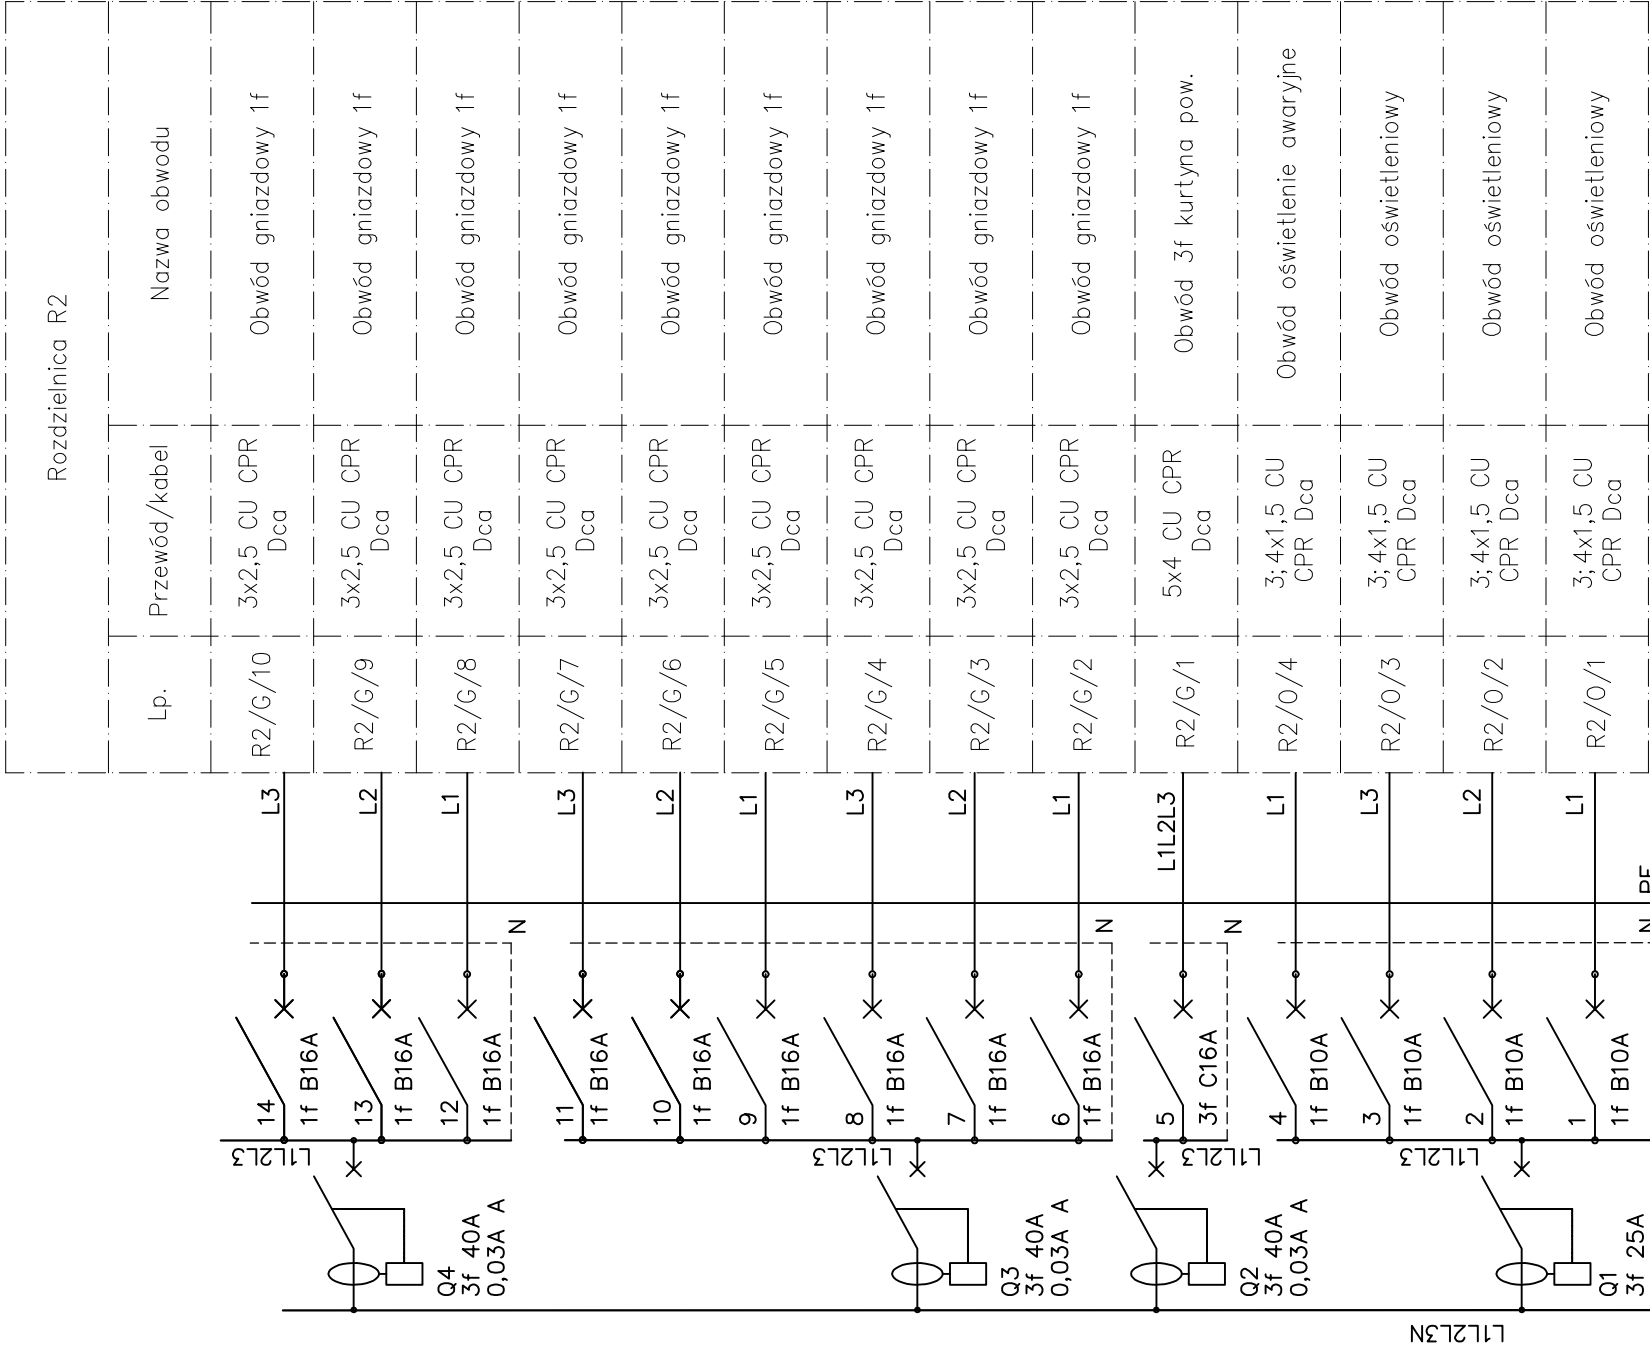 Rozdzielnica R2
Lp.
Przewód/kabel
Nazwa obwodu
R2/G/10
3x2,5 CU CPR
Dca
Obwód gniazdowy 1f
R2/G/9
3x2,5 CU CPR
Dca
Obwód gniazdowy 1f
R2/G/8
3x2,5 CU CPR
Dca
Obwód gniazdowy 1f
R2/G/7
3x2,5 CU CPR
Dca
Obwód gniazdowy 1f
R2/G/6
3x2,5 CU CPR
Dca
Obwód gniazdowy 1f
R2/G/5
3x2,5 CU CPR
Dca
Obwód gniazdowy 1f
R2/G/4
3x2,5 CU CPR
Dca
Obwód gniazdowy 1f
R2/G/3
3x2,5 CU CPR
Dca
Obwód gniazdowy 1f
R2/G/2
3x2,5 CU CPR
Dca
Obwód gniazdowy 1f
R2/G/1
5x4 CU CPR
Dca
Obwód 3f kurtyna pow.
R2/O/4
3;4x1,5 CU
CPR Dca
Obwód oświetlenie awaryjne
R2/O/3
3;4x1,5 CU
CPR Dca
Obwód oświetleniowy
R2/O/2
3;4x1,5 CU
CPR Dca
Obwód oświetleniowy
R2/O/1
3;4x1,5 CU
CPR Dca
Obwód oświetleniowy
L3
L2
L1
L3
L2
L1
L3
L2
L1
L1L2L3
L1
L3
L2
L1
N
N
N
N
PE
14
1f B16A
13
1f B16A
12
1f B16A
11
1f B16A
10
1f B16A
9
1f B16A
8
1f B16A
7
1f B16A
6
1f B16A
5
3f C16A
4
1f B10A
3
1f B10A
2
1f B10A
1
1f B10A
L1L2L3
L1L2L3
L1L2L3
L1L2L3
Q4
3f 40A
0,03A A
Q3
3f 40A
0,03A A
Q2
3f 40A
0,03A A
Q1
3f 25A
L1L2L3N